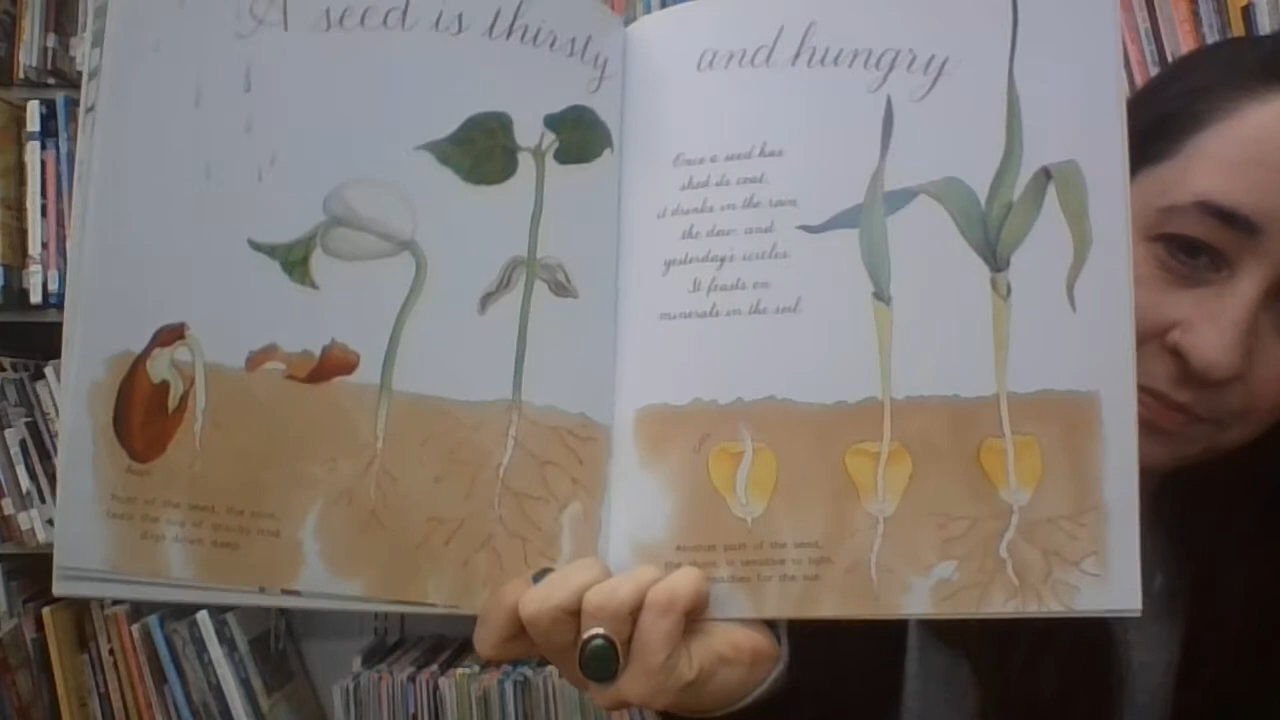 A seed is thirsty
and hungry
Once a seed has
shed its coat,
it drinks in the rain,
the dew, and
yesterday's icicles.
It feasts on
minerals in the soil.
Bean
Part of the seed, the root,
feels the tug of gravity and
digs down deep.
Corn
Another part of the seed,
the shoot, is sensitive to light,
reaches for the sun.